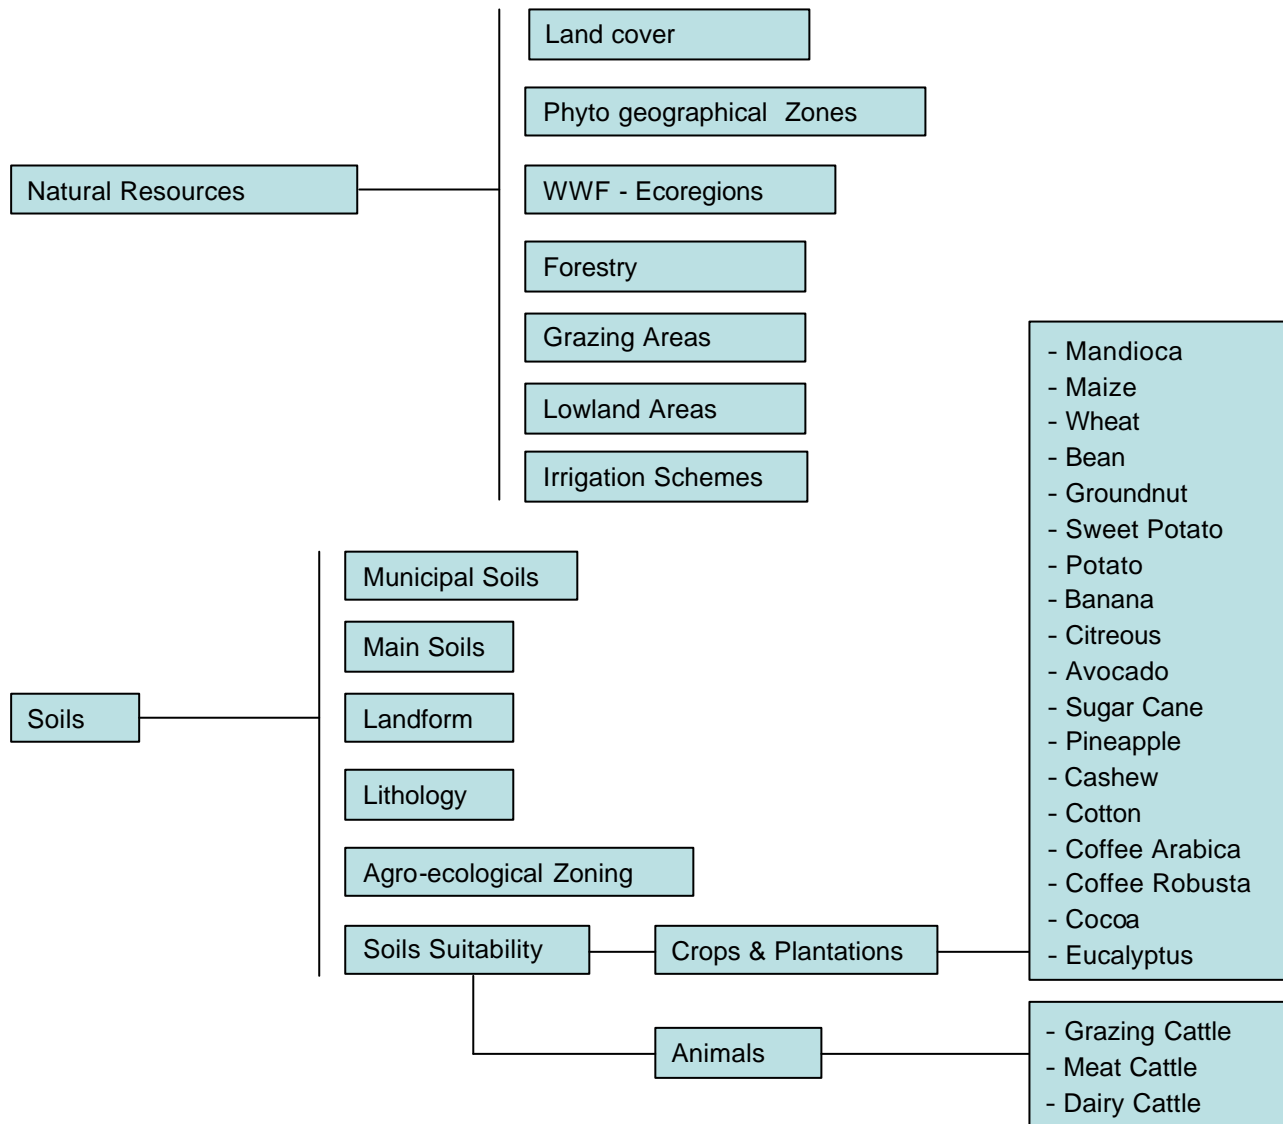 Land cover
Phyto geographical Zones
Natural Resources
WWF - Ecoregions
Forestry
Grazing Areas
Lowland Areas
Irrigation Schemes
Soils
Municipal Soils
Main Soils
Landform
Lithology
Agro-ecological Zoning
Soils Suitability
Crops & Plantations
- Mandioca
- Maize
- Wheat
- Bean
- Groundnut
- Sweet Potato
- Potato
- Banana
- Citreous
- Avocado
- Sugar Cane
- Pineapple
- Cashew
- Cotton
- Coffee Arabica
- Coffee Robusta
- Cocoa
- Eucalyptus
Animals
- Grazing Cattle
- Meat Cattle
- Dairy Cattle